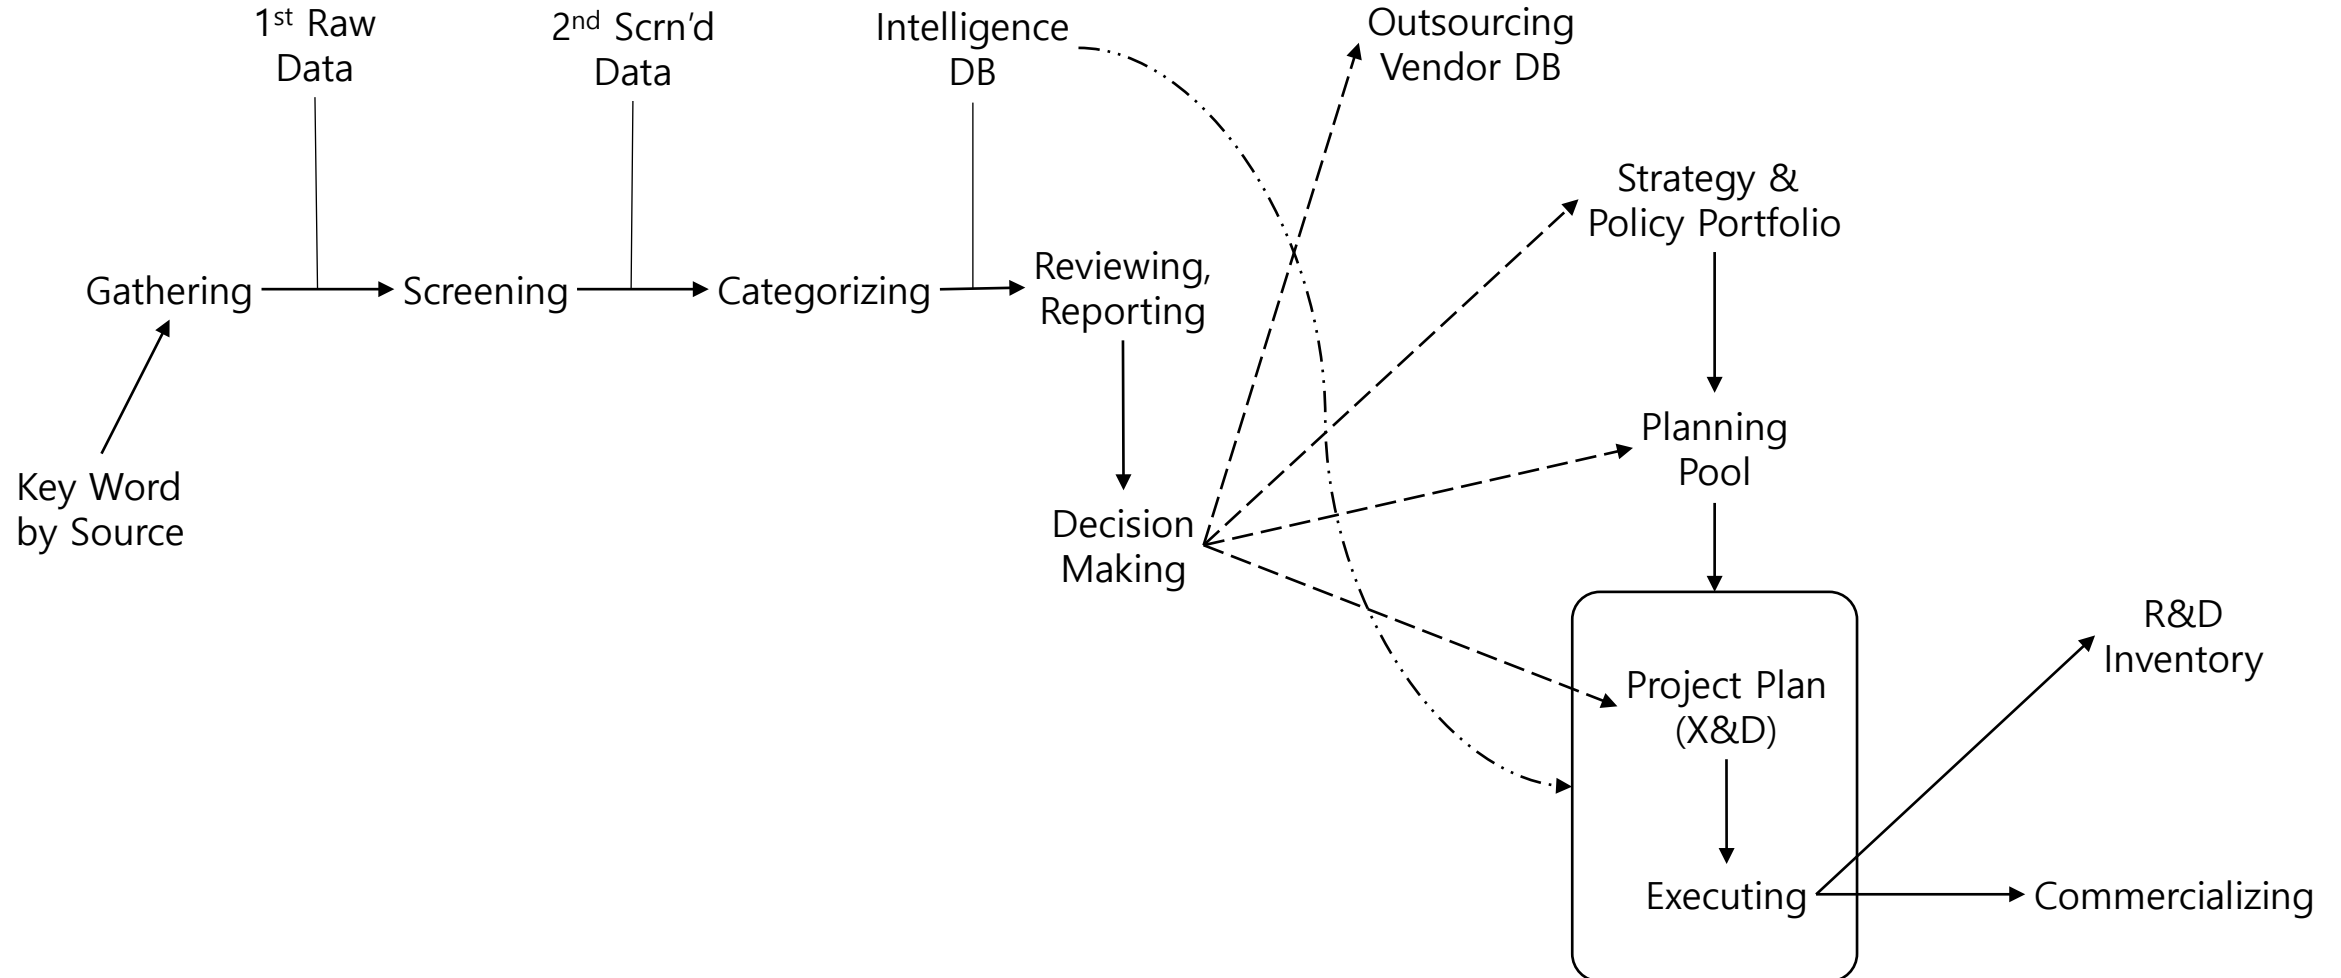 1st Raw
Data
2nd Scrn’d
Data
Intelligence
DB
Outsourcing
Vendor DB
Strategy &
Policy Portfolio
Gathering
Screening
Categorizing
Reviewing,
Reporting
Key Word
by Source
Decision
Making
Planning
Pool
Project Plan
(X&D)
Executing
R&D
Inventory
Commercializing